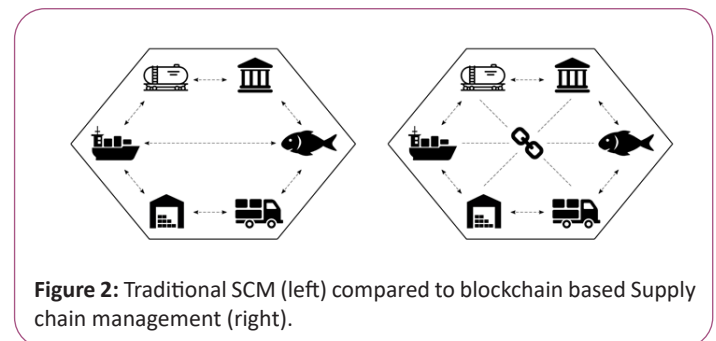 Figure 2: Traditional SCM (left) compared to blockchain based Supply
chain management (right).